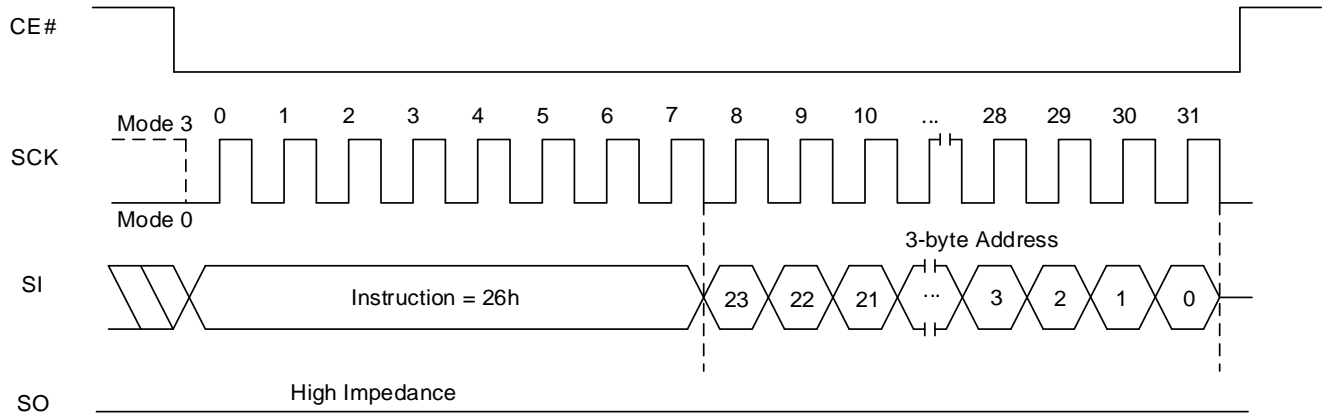 CE#
0 1 2 3 4 5 6 7 8 9 10 ... 28 29 30 31
Mode 3
SCK
Mode 0
3-byte Address
SI
Instruction = 26h 23 22 21 ... 3 2 1 0
High Impedance
SO